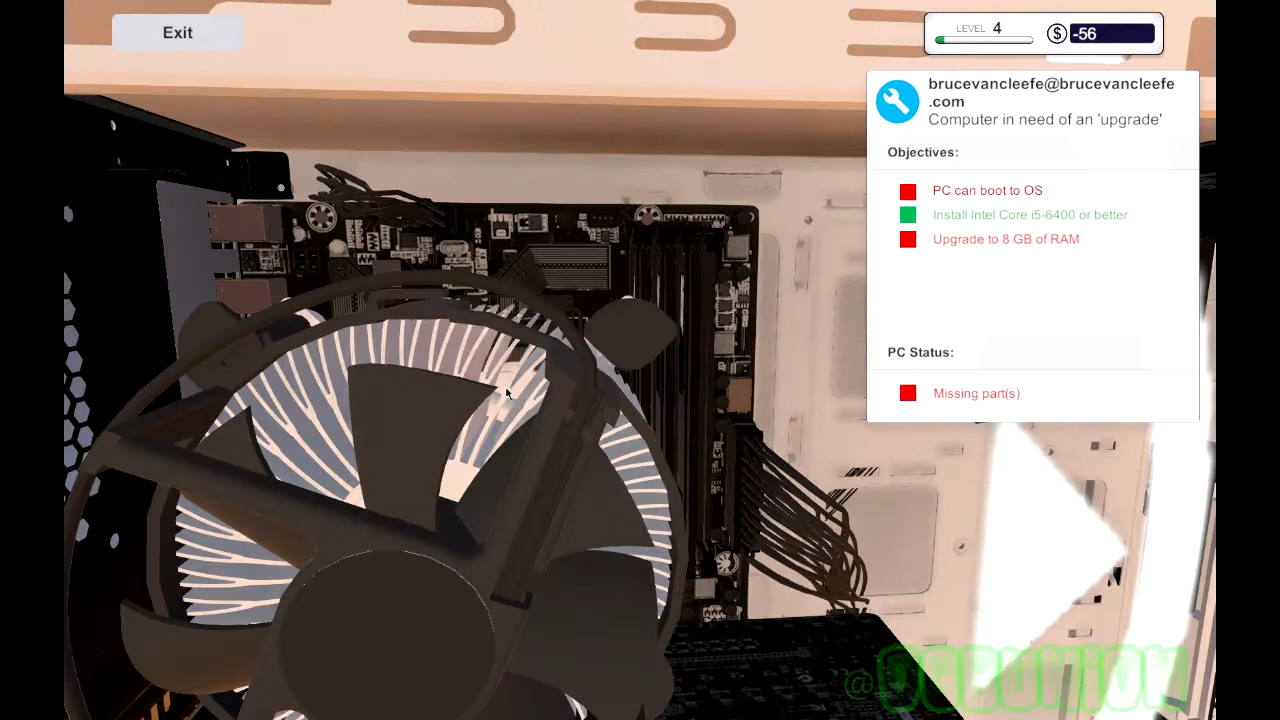 Exit
LEVEL 4
$ -56
brucevancleefe@brucevancleefe
.com
Computer in need of an 'upgrade'
Objectives:
PC can boot to OS
Install Intel Core i5-6400 or better
Upgrade to 8 GB of RAM
PC Status:
Missing part(s)
@OGBUNION